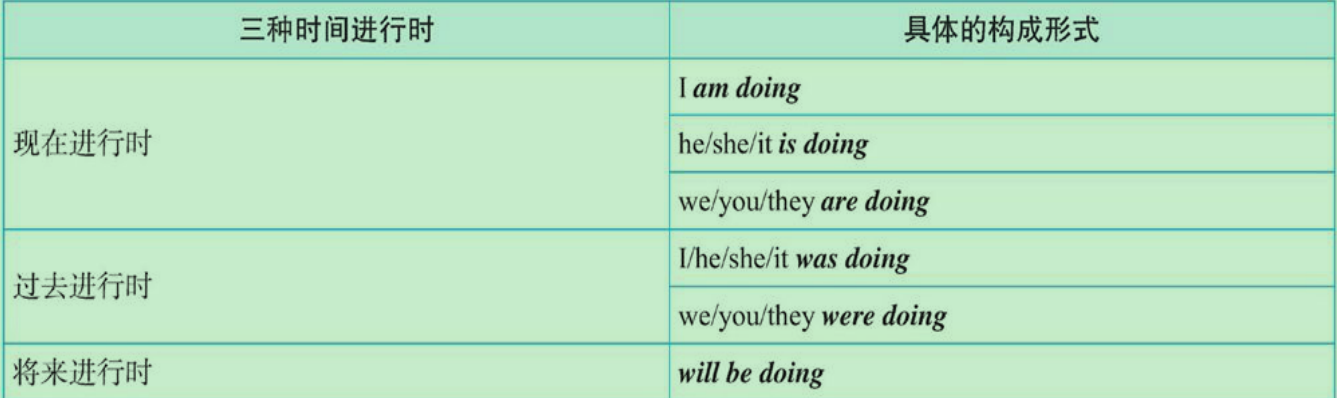 三种时间进行时
具体的构成形式
现在进行时
I am doing
he/she/it is doing
we/you/they are doing
过去进行时
I/he/she/it was doing
we/you/they were doing
将来进行时
will be doing